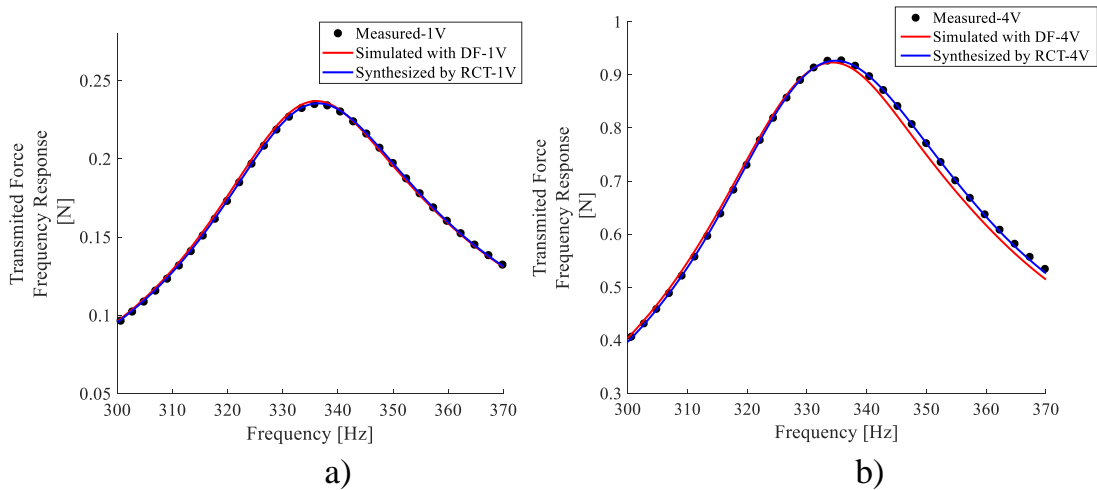 Measured-1V
Simulated with DF-1V
Synthesized by RCT-1V
0.25
0.2
0.15
0.1
0.05
Transmited Force
Frequency Response
[N]
300 310 320 330 340 350 360 370
Frequency [Hz]
a)
Measured-4V
Simulated with DF-4V
Synthesized by RCT-4V
1
0.9
0.8
0.7
0.6
0.5
0.4
0.3
Transmited Force
Frequency Response
[N]
300 310 320 330 340 350 360 370
Frequency [Hz]
b)